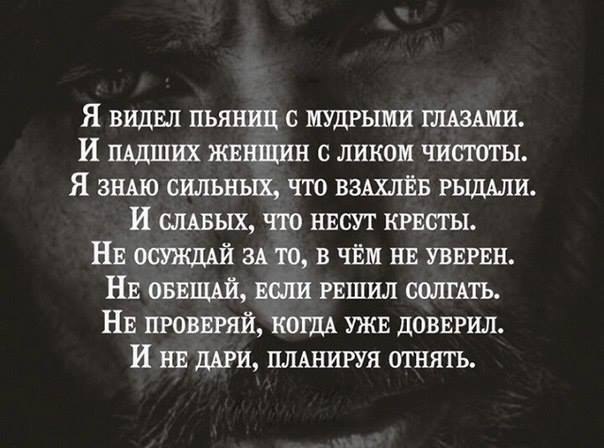 Я видел пьяниц с мудрыми глазами.
И падших женщин с ликом чистоты.
Я знаю сильных, что взахлёб рыдали.
И слабых, что несут кресты.
Не осуждай за то, в чём не уверен.
Не обещай, если решил солгать.
Не проверяй, когда уже доверил.
И не дари, планируя отнять.